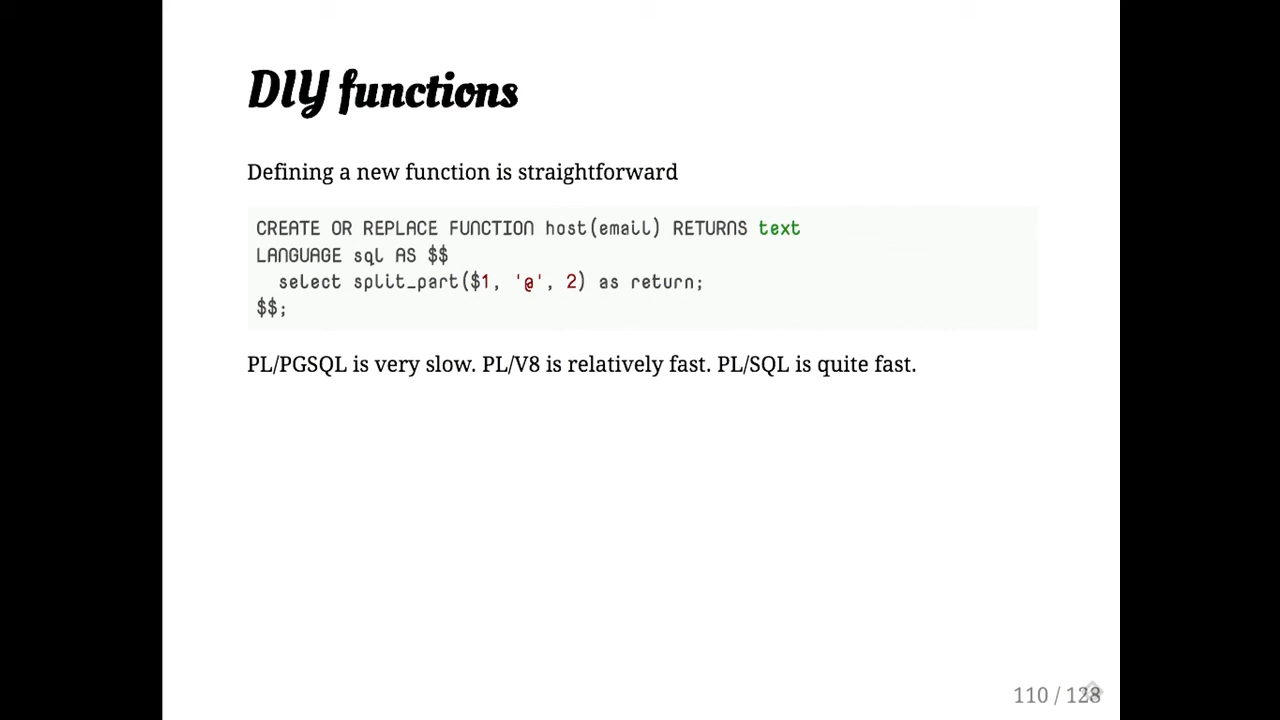 DIY functions
Defining a new function is straightforward
CREATE OR REPLACE FUNCTION host(email) RETURNS text
LANGUAGE sql AS $$
  select split_part($1, '@', 2) as return;
$$;
PL/PGSQL is very slow. PL/V8 is relatively fast. PL/SQL is quite fast.
110 / 128